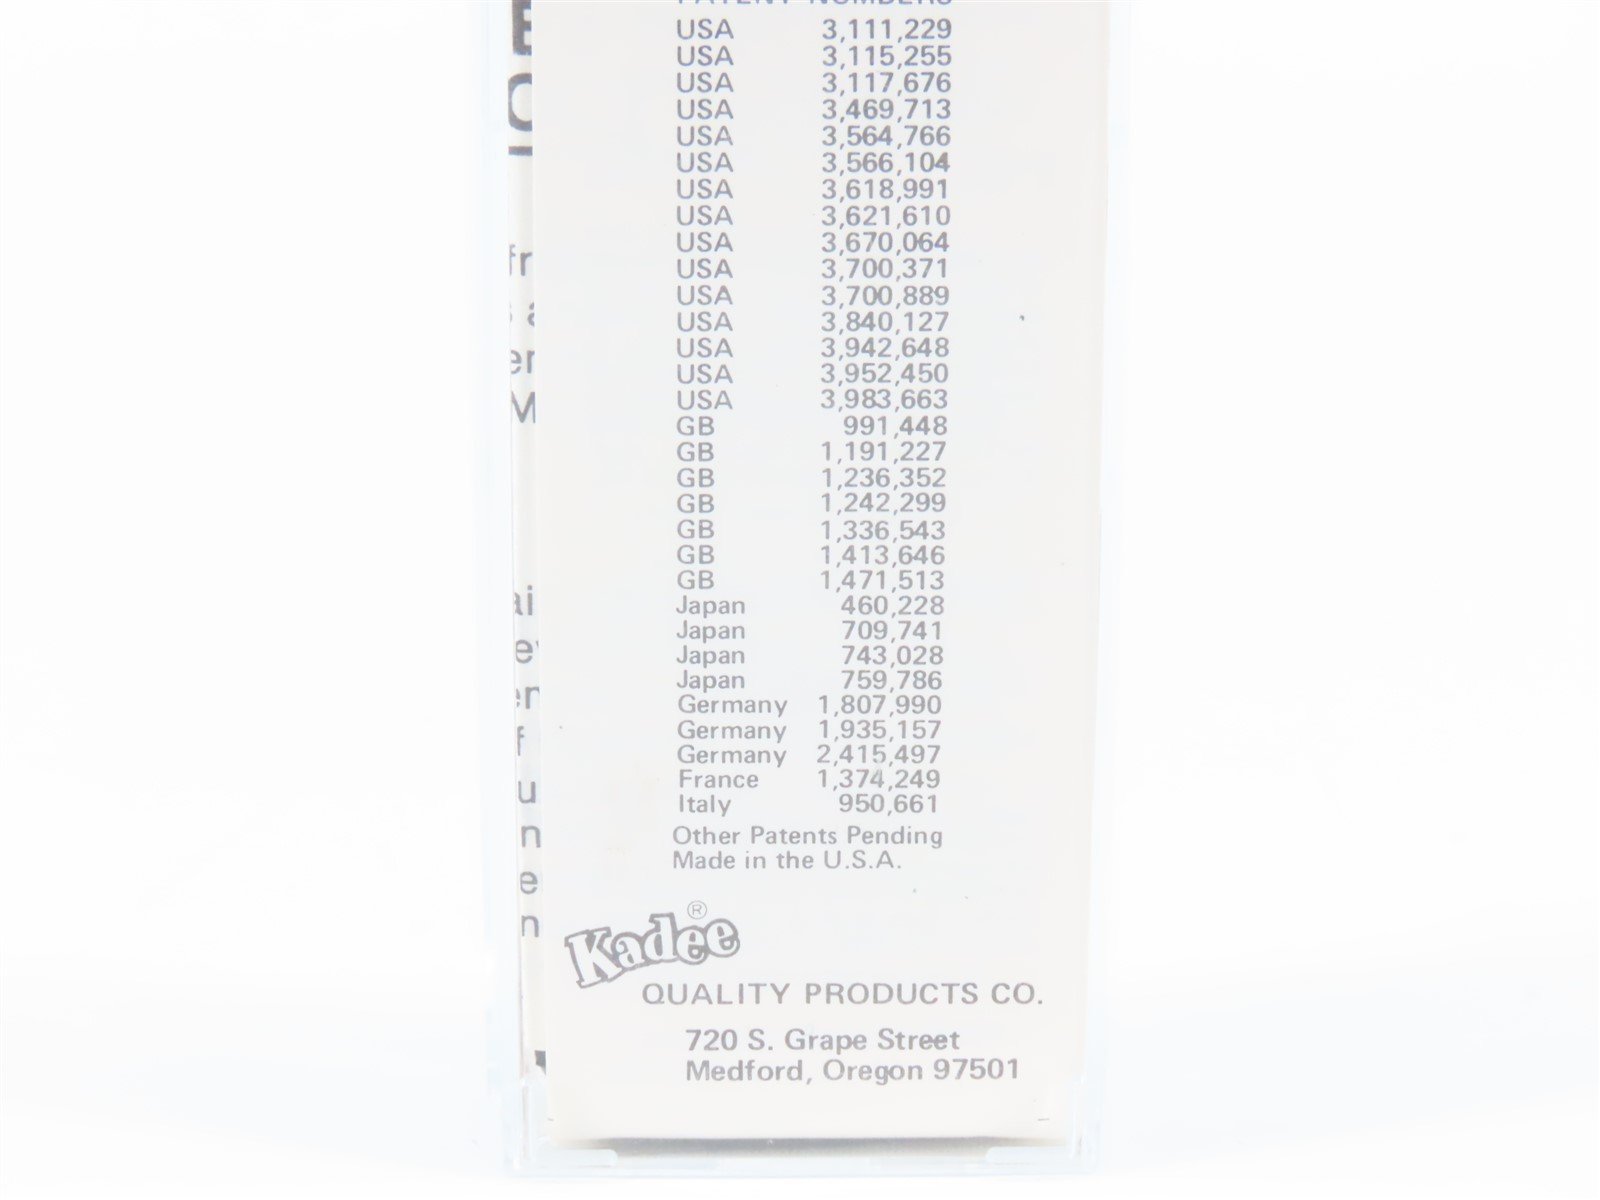 PATENT NUMBERS
USA 3,111,229
USA 3,115,255
USA 3,117,676
USA 3,469,713
USA 3,564,766
USA 3,566,104
USA 3,618,991
USA 3,621,610
USA 3,670,064
USA 3,700,371
USA 3,700,889
USA 3,840,127
USA 3,942,648
USA 3,952,450
USA 3,983,663
GB 991,448
GB 1,191,227
GB 1,236,352
GB 1,242,299
GB 1,336,543
GB 1,413,646
GB 1,471,513
Japan 460,228
Japan 709,741
Japan 743,028
Japan 759,786
Germany 1,807,990
Germany 1,935,157
Germany 2,415,497
France 1,374,249
Italy 950,661
Other Patents Pending
Made in the U.S.A.
Kadee®
QUALITY PRODUCTS CO.
720 S. Grape Street
Medford, Oregon 97501